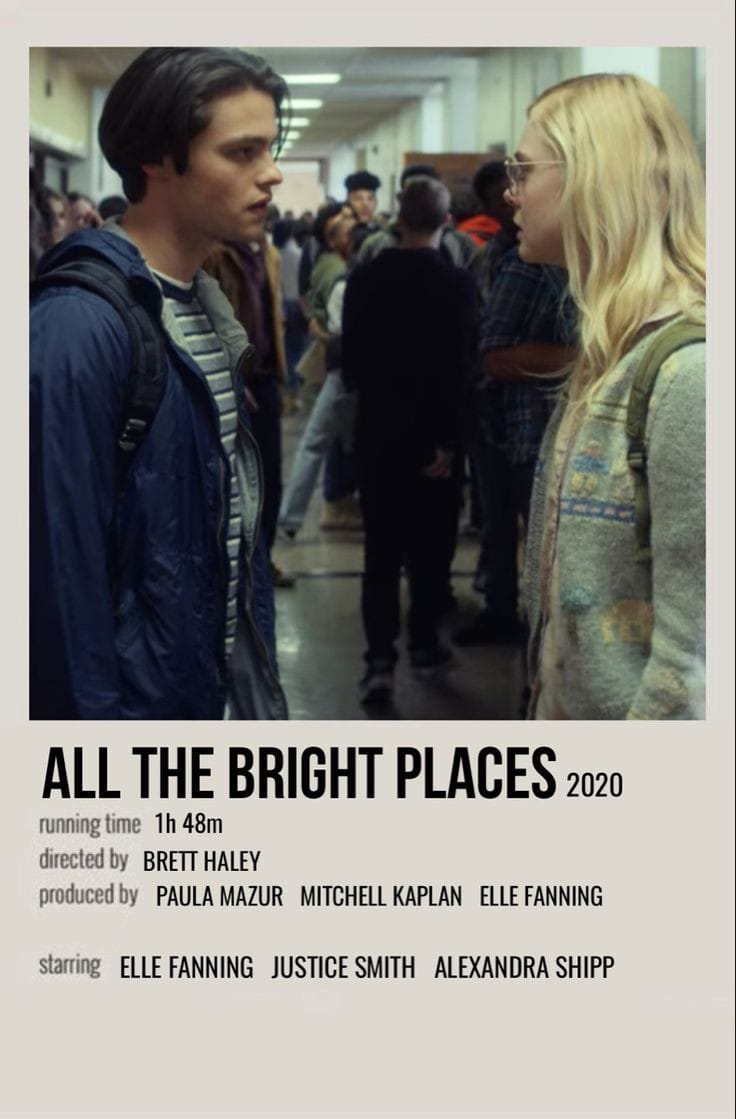 ALL THE BRIGHT PLACES 2020
running time 1h 48m
directed by BRETT HALEY
produced by PAULA MAZUR MITCHELL KAPLAN ELLE FANNING
starring ELLE FANNING JUSTICE SMITH ALEXANDRA SHIPP